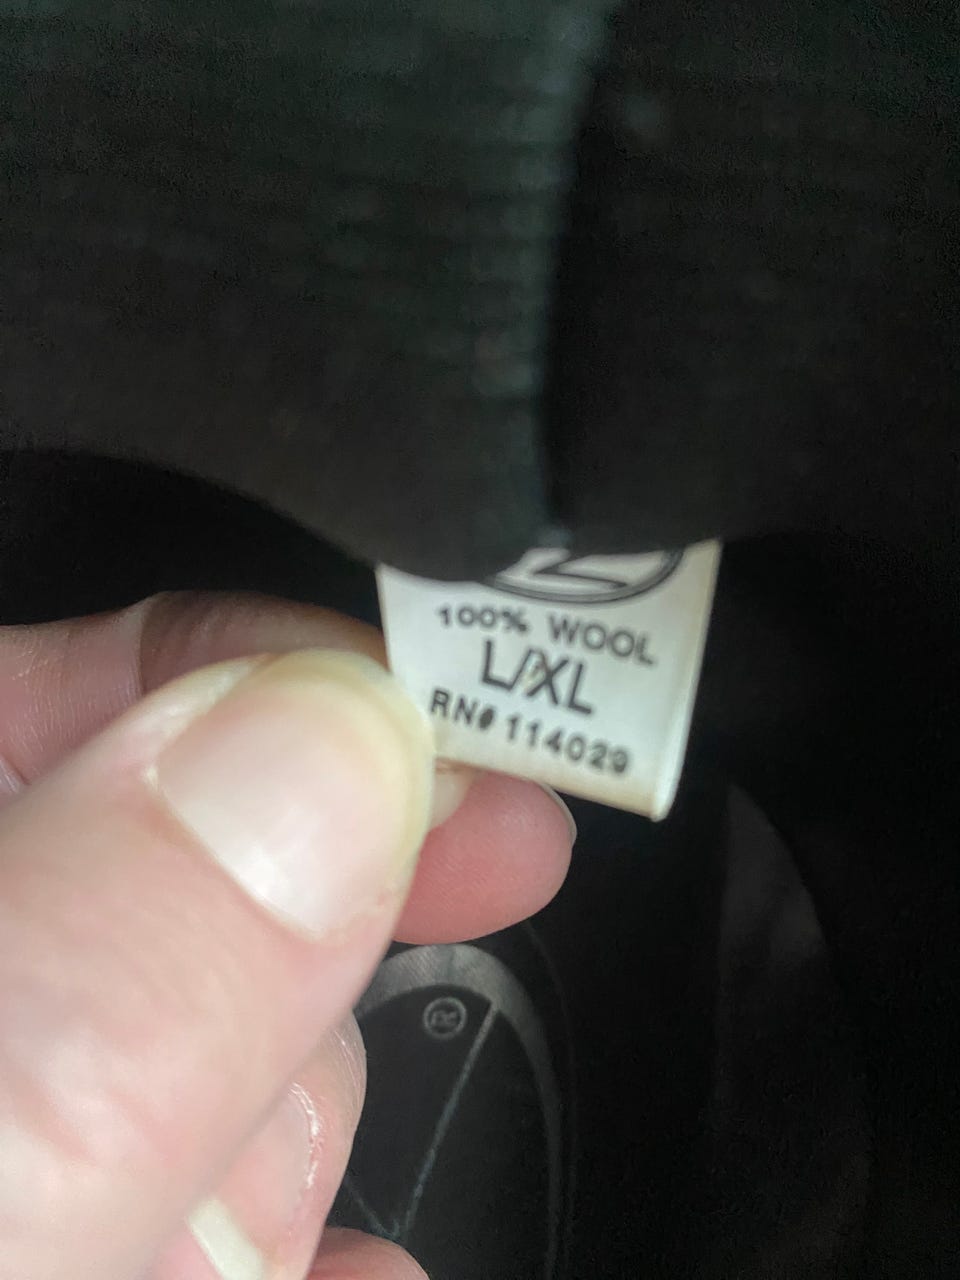 100% WOOL
L/XL
RN# 114029
®